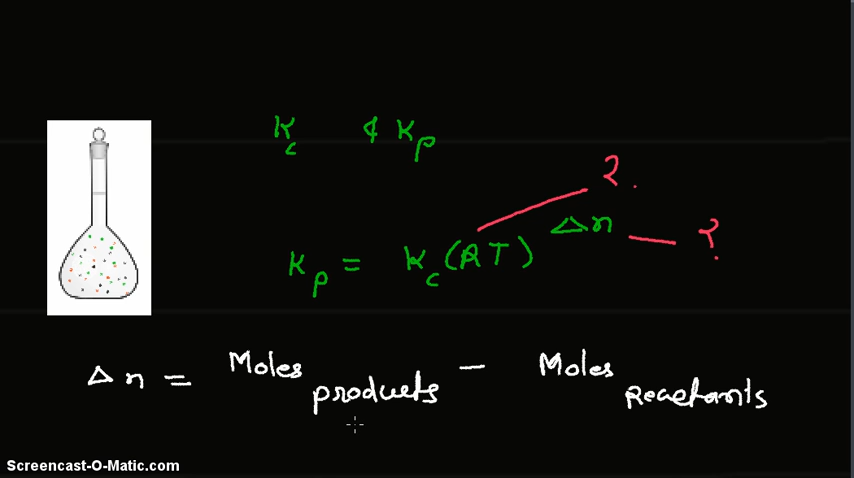 Kc & Kp
?
Kp = Kc (RT) Δn ?
Δn = Moles products - Moles Reactants
Screencast-O-Matic.com